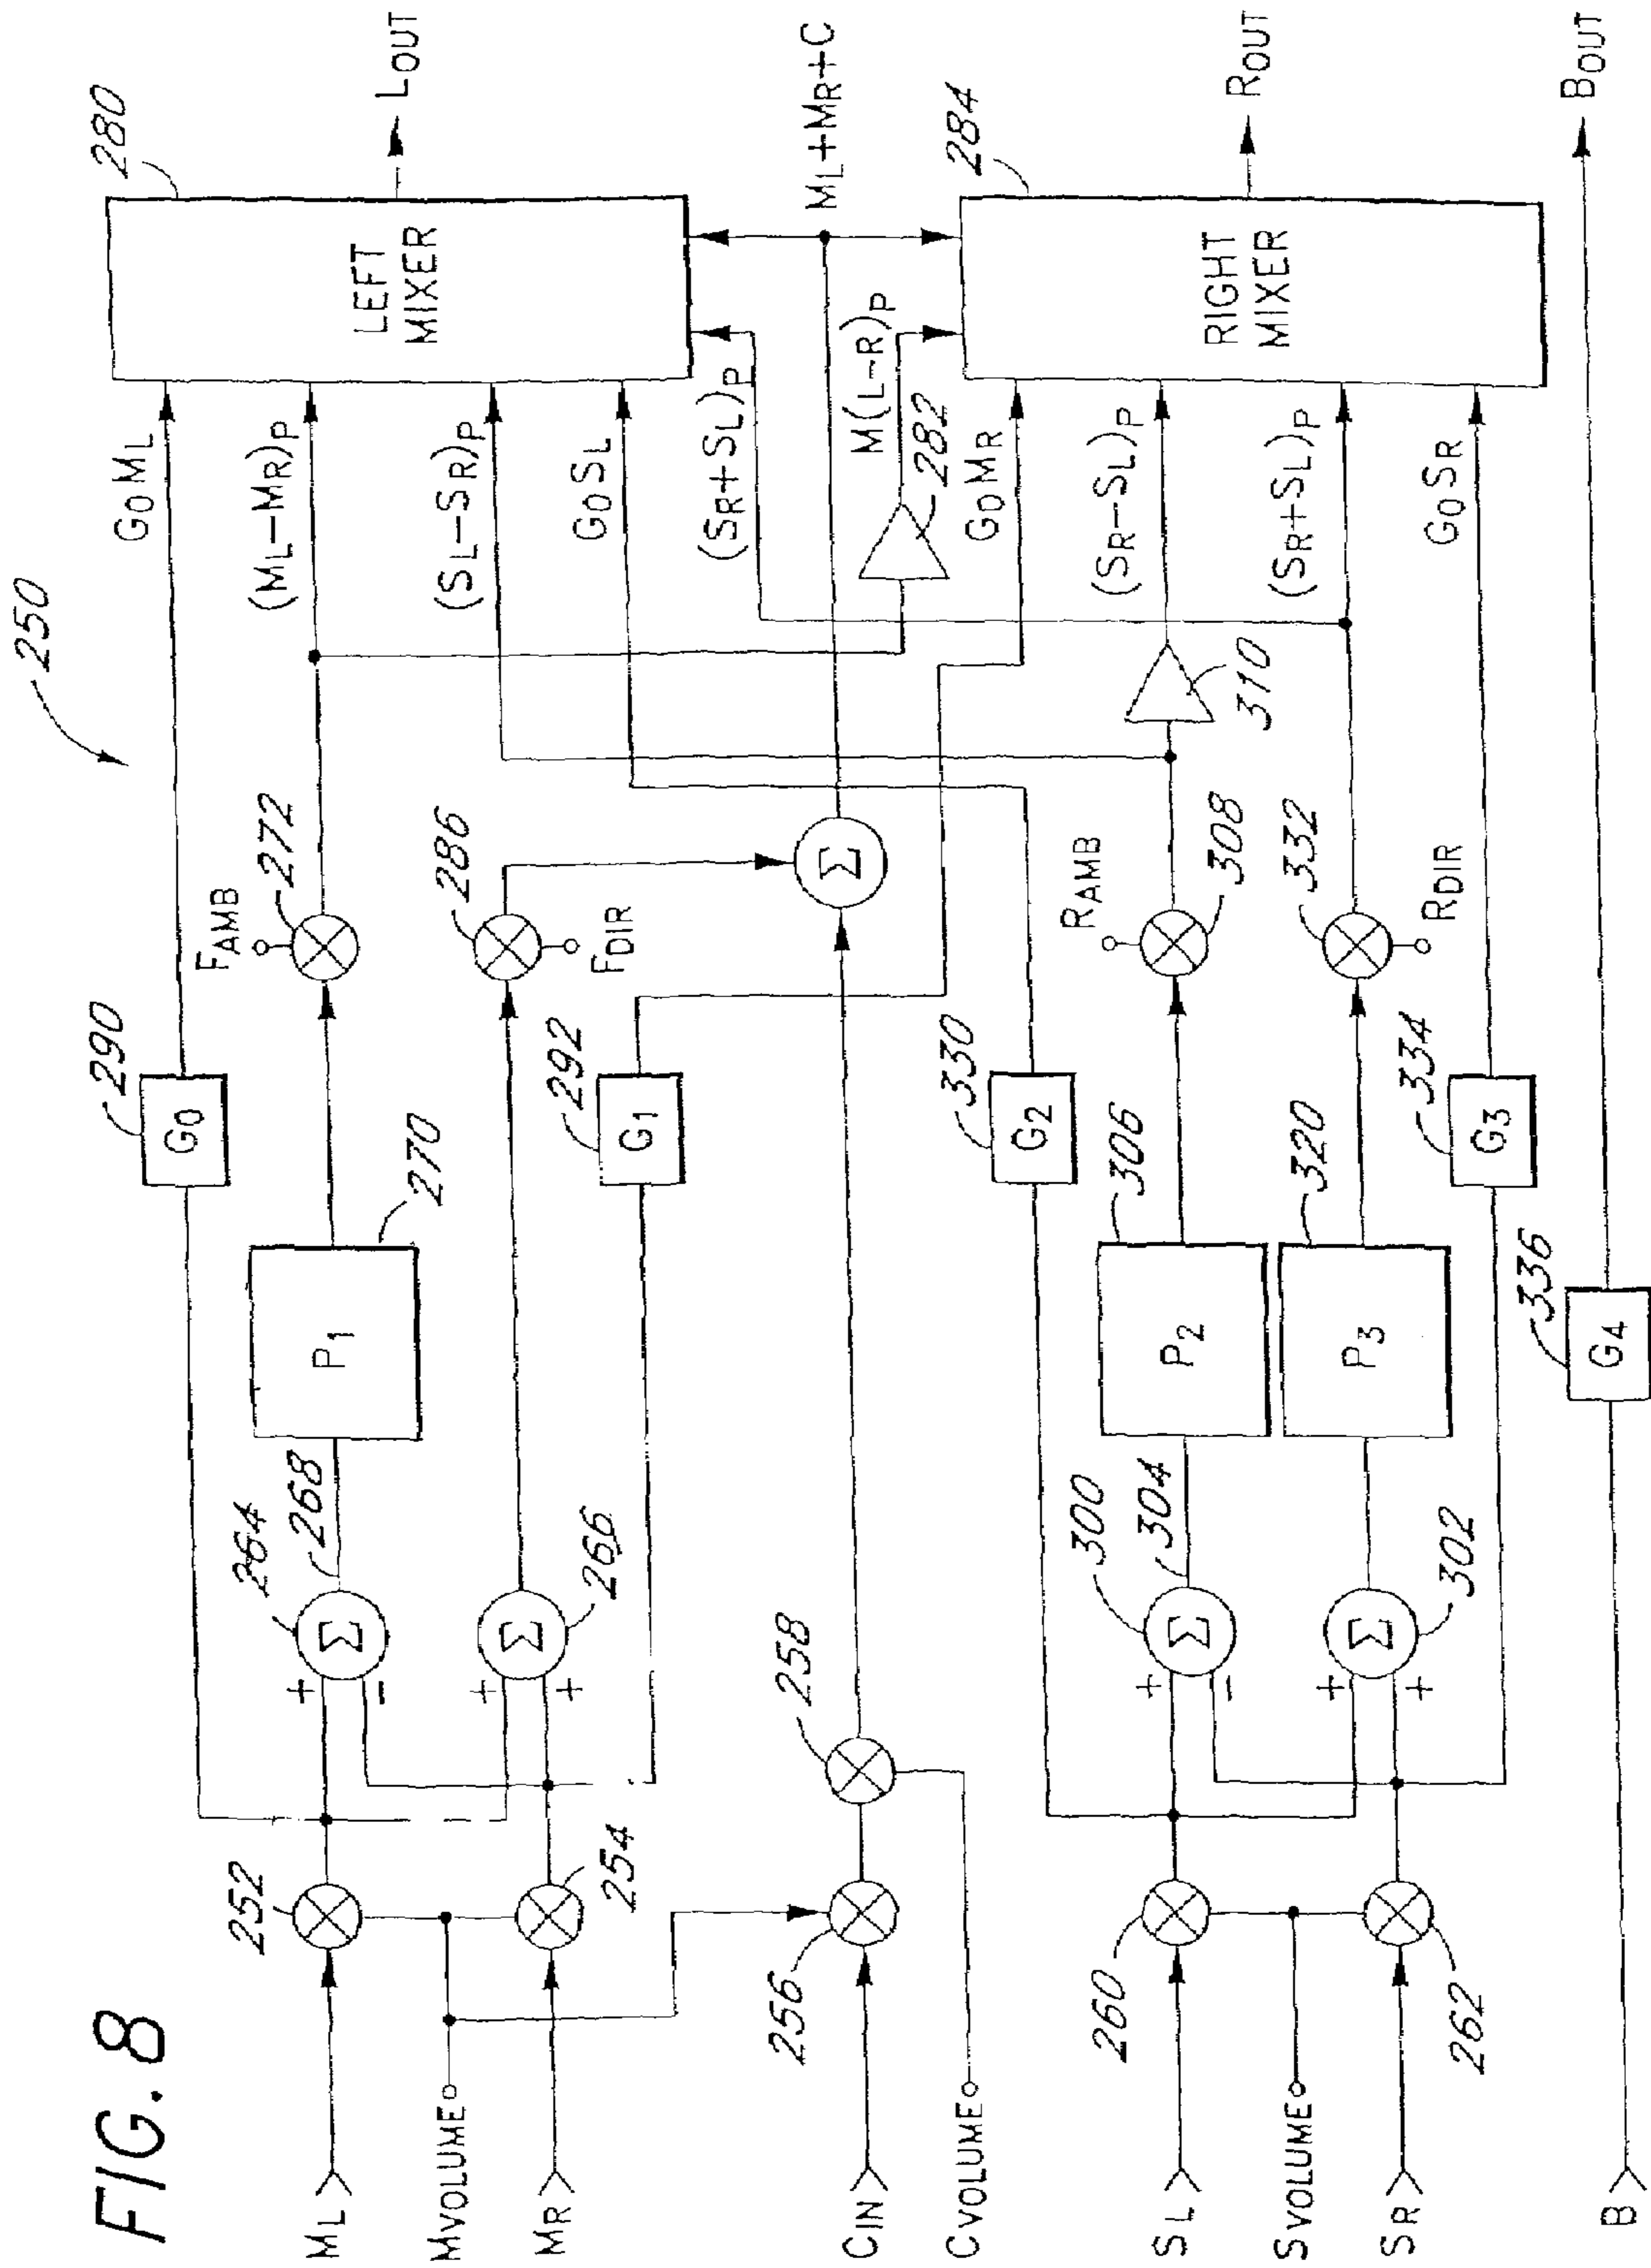 FIG. 8
250
ML
MVOLUME
MR
CIN
CVOLUME
SL
SVOLUME
SR
B
252
254
256
258
260
262
+
−
+
+
+
−
+
+
264
Σ
268
Σ
266
300
Σ
304
Σ
302
P1
270
P2
306
P3
320
G0
290
G1
292
G2
330
G3
334
G4
336
FAMB
272
286
FDIR
Σ
RAMB
308
332
RDIR
310
282
G0ML
(ML−MR)P
(SL−SR)P
G0SL
(SR+SL)P
M(L−R)P
G0MR
(SR−SL)P
(SR+SL)P
G0SR
LEFT
MIXER
280
RIGHT
MIXER
284
LOUT
ML+MR+C
ROUT
BOUT